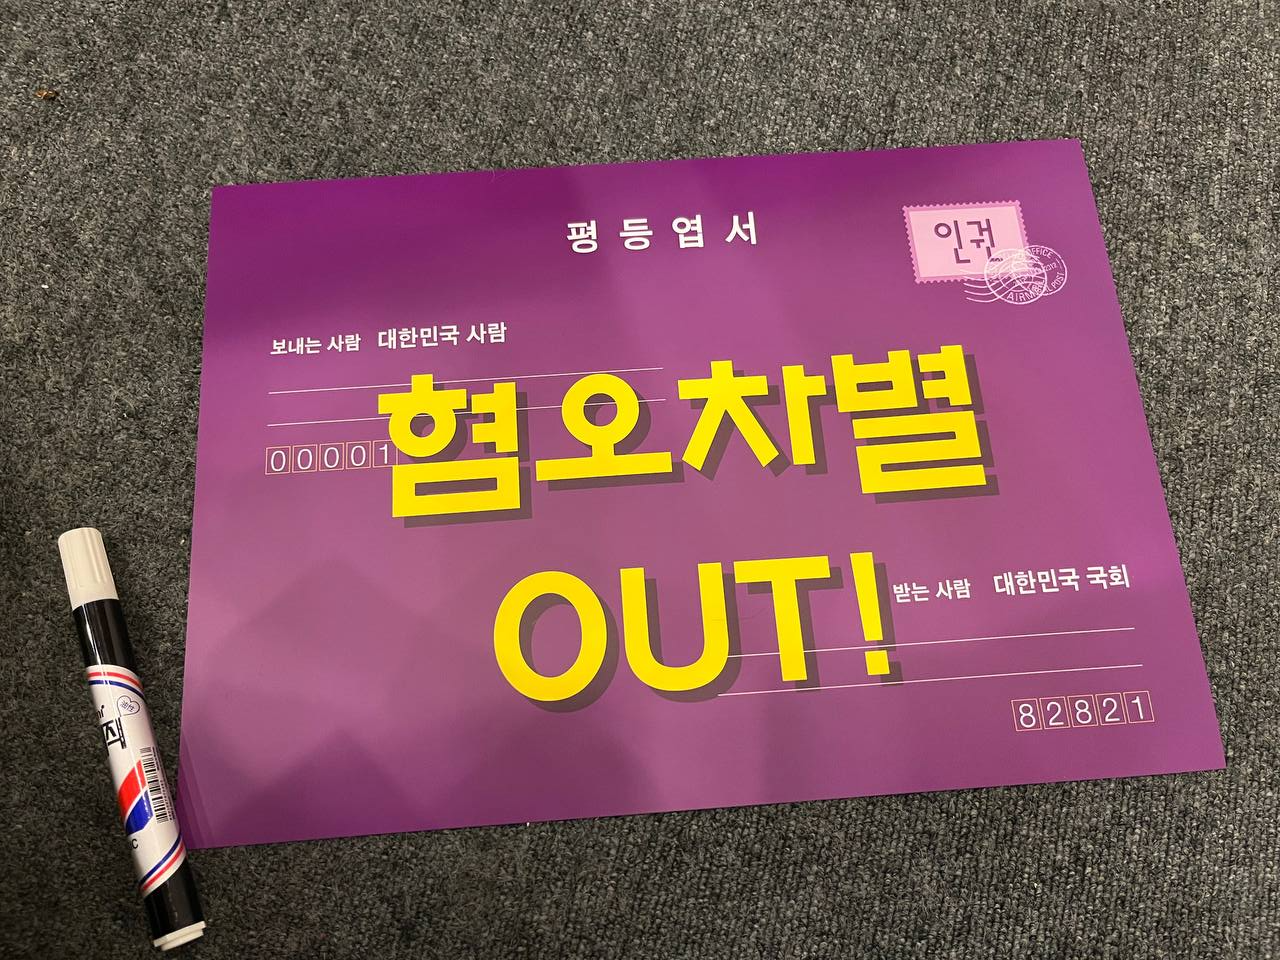 평등엽서
인권
보내는 사람 대한민국 사람
00001
혐오차별
OUT!
받는 사람 대한민국 국회
82821